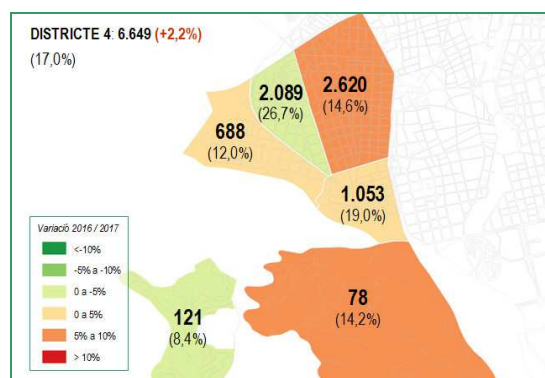 DISTRICTE 4: 6.649 (+2,2%)
(17,0%)
2.089
(26,7%)
2.620
(14,6%)
688
(12,0%)
1.053
(19,0%)
Variació 2016 / 2017
<-10%
-5% a -10%
0 a -5%
0 a 5%
5% a 10%
> 10%
121
(8,4%)
78
(14,2%)